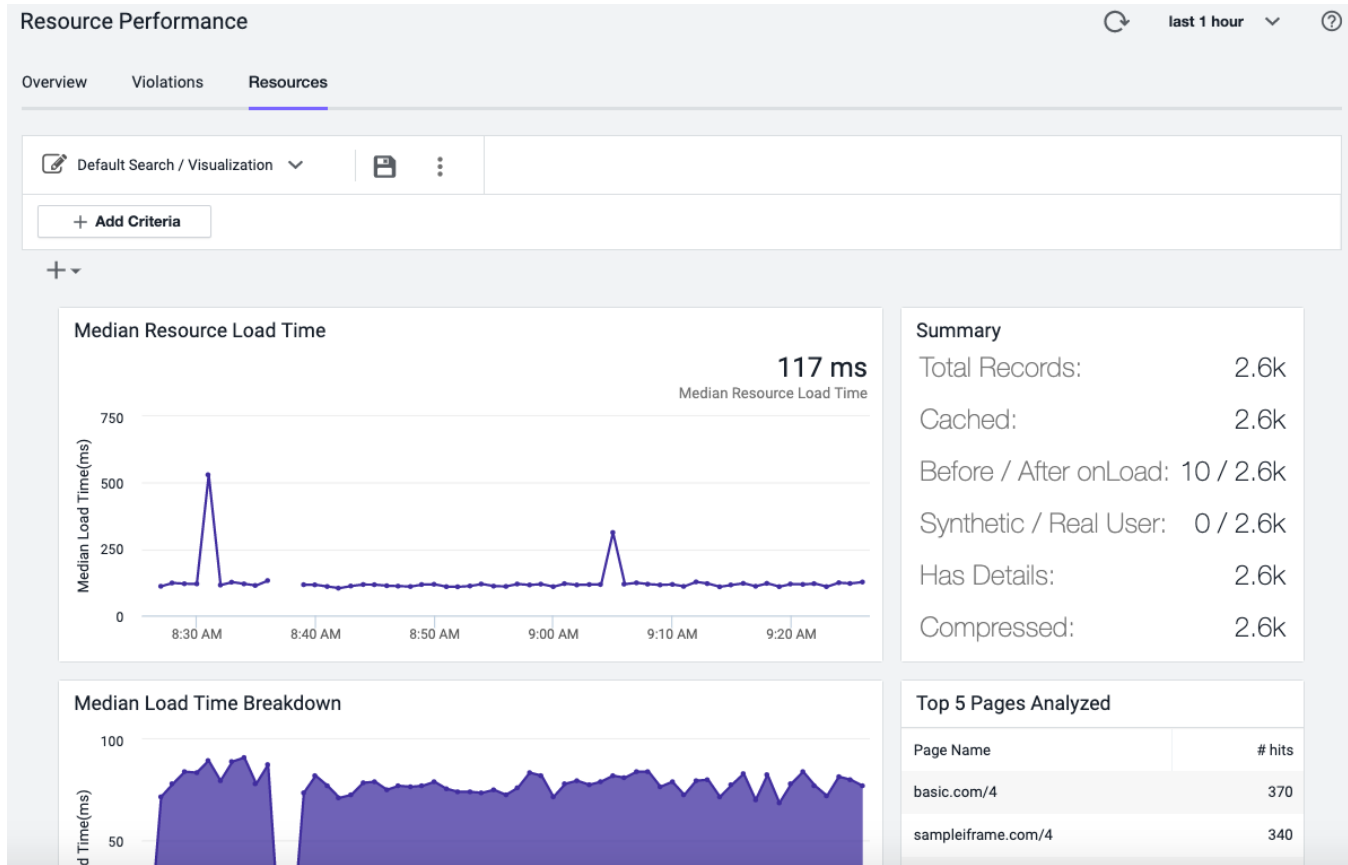 Resource Performance
last 1 hour
Overview Violations Resources
Default Search / Visualization
Add Criteria
Median Resource Load Time
117 ms
Median Resource Load Time
Median Load Time(ms)
750
500
250
0
8:30 AM 8:40 AM 8:50 AM 9:00 AM 9:10 AM 9:20 AM
Summary
Total Records: 2.6k
Cached: 2.6k
Before / After onLoad: 10 / 2.6k
Synthetic / Real User: 0 / 2.6k
Has Details: 2.6k
Compressed: 2.6k
Median Load Time Breakdown
100
50
Time(ms)
Top 5 Pages Analyzed
Page Name # hits
basic.com/4 370
sampleiframe.com/4 340